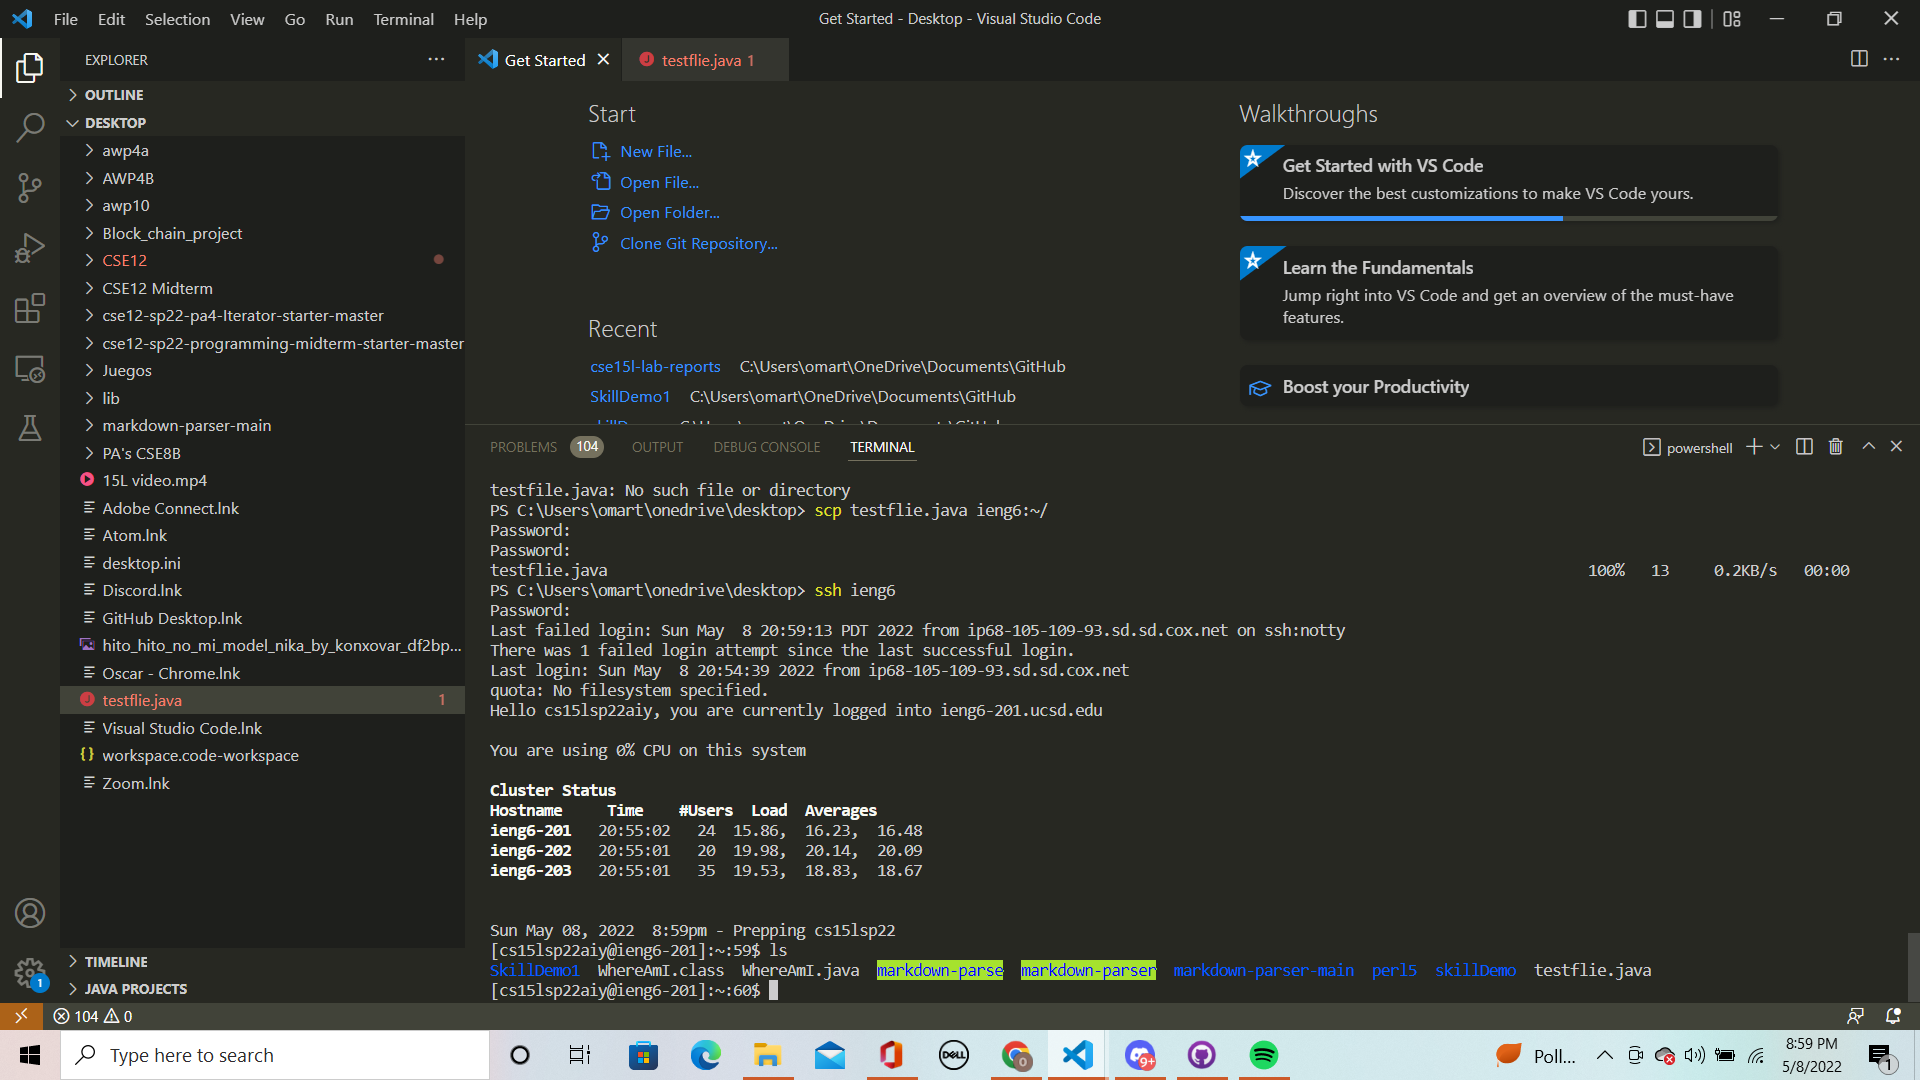 File Edit Selection View Go Run Terminal Help
Get Started - Desktop - Visual Studio Code
EXPLORER
OUTLINE
DESKTOP
awp4a
AWP4B
awp10
Block_chain_project
CSE12
CSE12 Midterm
cse12-sp22-pa4-Iterator-starter-master
cse12-sp22-programming-midterm-starter-master
Juegos
lib
markdown-parser-main
PA's CSE8B
15L video.mp4
Adobe Connect.lnk
Atom.lnk
desktop.ini
Discord.lnk
GitHub Desktop.lnk
hito_hito_no_mi_model_nika_by_konxovar_df2bp...
Oscar - Chrome.lnk
testflie.java 1
Visual Studio Code.lnk
{} workspace.code-workspace
Zoom.lnk
TIMELINE
JAVA PROJECTS
1
Get Started
J testflie.java 1
Start
New File...
Open File...
Open Folder...
Clone Git Repository...
Recent
cse15l-lab-reports C:\Users\omart\OneDrive\Documents\GitHub
SkillDemo1 C:\Users\omart\OneDrive\Documents\GitHub
Walkthroughs
Get Started with VS Code
Discover the best customizations to make VS Code yours.
Learn the Fundamentals
Jump right into VS Code and get an overview of the must-have
features.
Boost your Productivity
PROBLEMS 104 OUTPUT DEBUG CONSOLE TERMINAL
powershell
testfile.java: No such file or directory
PS C:\Users\omart\onedrive\desktop> scp testflie.java ieng6:~/
Password:
Password:
testflie.java 100% 13 0.2KB/s 00:00
PS C:\Users\omart\onedrive\desktop> ssh ieng6
Password:
Last failed login: Sun May  8 20:59:13 PDT 2022 from ip68-105-109-93.sd.sd.cox.net on ssh:notty
There was 1 failed login attempt since the last successful login.
Last login: Sun May  8 20:54:39 2022 from ip68-105-109-93.sd.sd.cox.net
quota: No filesystem specified.
Hello cs15lsp22aiy, you are currently logged into ieng6-201.ucsd.edu
You are using 0% CPU on this system
Cluster Status
Hostname Time #Users Load Averages
ieng6-201 20:55:02 24 15.86, 16.23, 16.48
ieng6-202 20:55:01 20 19.98, 20.14, 20.09
ieng6-203 20:55:01 35 19.53, 18.83, 18.67
Sun May 08, 2022  8:59pm - Prepping cs15lsp22
[cs15lsp22aiy@ieng6-201]:~:59$ ls
SkillDemo1 WhereAmI.class WhereAmI.java markdown-parse markdown-parser markdown-parser-main perl5 skillDemo testflie.java
[cs15lsp22aiy@ieng6-201]:~:60$
104 0
Type here to search
DELL
0
9+
Poll...
8:59 PM
5/8/2022
1